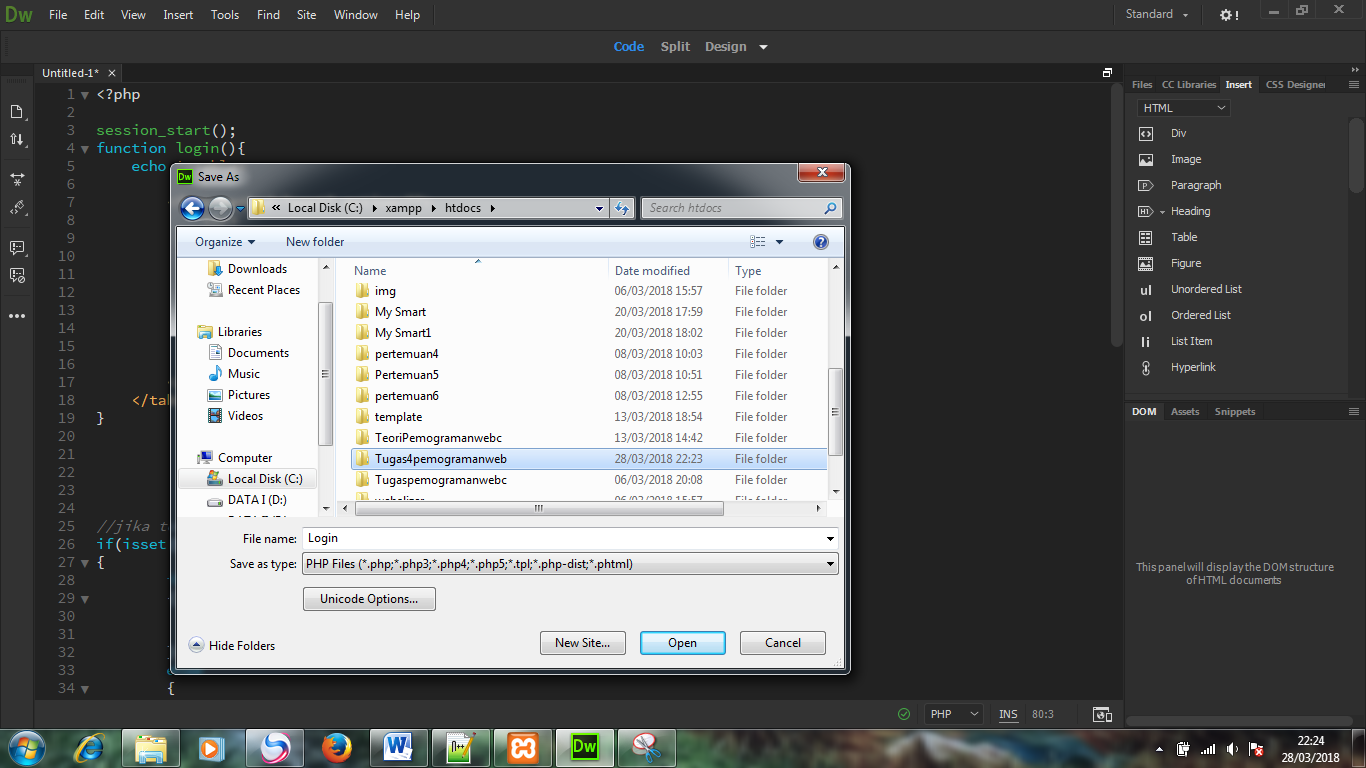 Dw File Edit View Insert Tools Find Site Window Help Standard
Code Split Design
Untitled-1*
1 <?php
2
3 session_start();
4 function login(){
5 echo
6
7
8
9
10
11
12
13
14
15
16
17
18
19 }
20
21
22
23
24
25 //jika
26 if(isset
27 {
28
29
30
31
32
33
34 {
Dw Save As
« Local Disk (C:) xampp htdocs
Search htdocs
Organize New folder
Downloads
Recent Places
Libraries
Documents
Music
Pictures
Videos
Computer
Local Disk (C:)
DATA I (D:)
Name Date modified Type
img 06/03/2018 15:57 File folder
My Smart 20/03/2018 17:59 File folder
My Smart1 20/03/2018 18:02 File folder
pertemuan4 08/03/2018 10:03 File folder
Pertemuan5 08/03/2018 10:51 File folder
pertemuan6 08/03/2018 12:55 File folder
template 13/03/2018 18:54 File folder
TeoriPemogramanwebc 13/03/2018 14:42 File folder
Tugas4pemogramanweb 28/03/2018 22:23 File folder
Tugaspemogramanwebc 06/03/2018 20:08 File folder
File name: Login
Save as type: PHP Files (*.php;*.php3;*.php4;*.php5;*.tpl;*.php-dist;*.phtml)
Unicode Options...
Hide Folders
New Site... Open Cancel
Files CC Libraries Insert CSS Designer
HTML
Div
Image
Paragraph
Heading
Table
Figure
ul Unordered List
ol Ordered List
li List Item
Hyperlink
DOM Assets Snippets
This panel will display the DOM structure
of HTML documents
PHP INS 80:3
22:24
28/03/2018